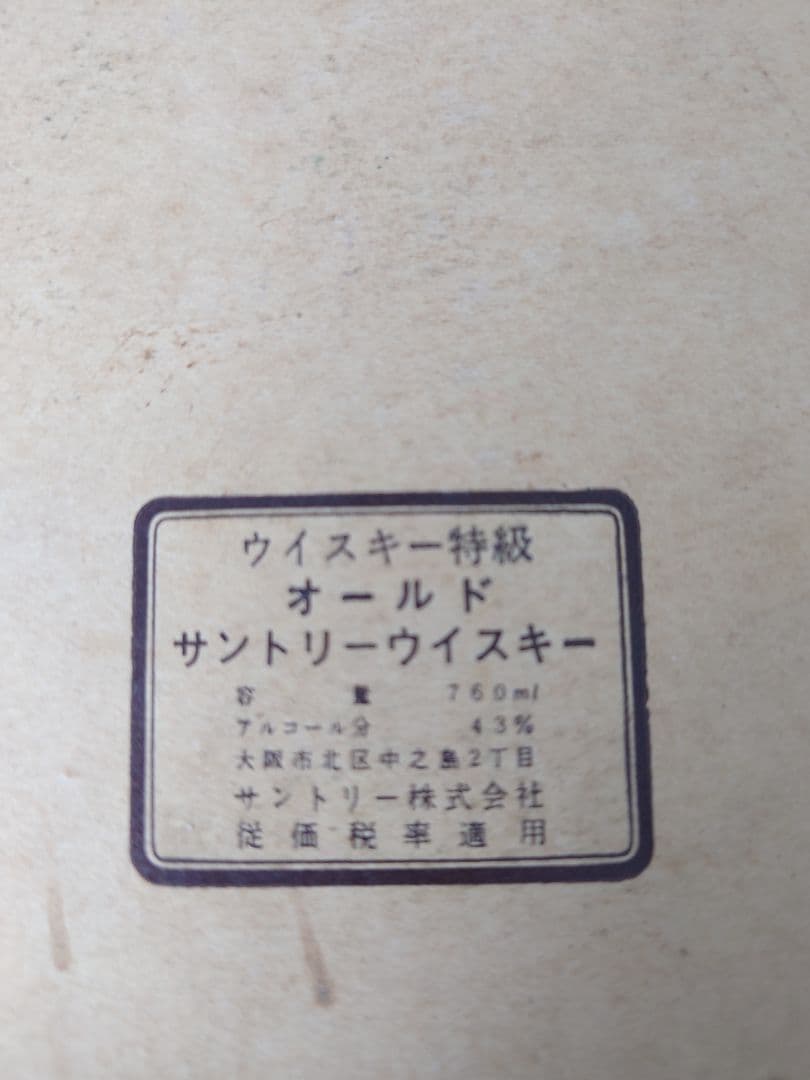 ウイスキー特級
オールド
サントリーウイスキー
容量 760ml
アルコール分 43%
大阪市北区中之島2丁目
サントリー株式会社
従価税率適用